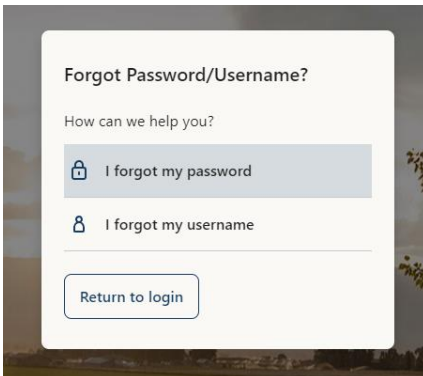 Forgot Password/Username?
How can we help you?
I forgot my password
I forgot my username
Return to login